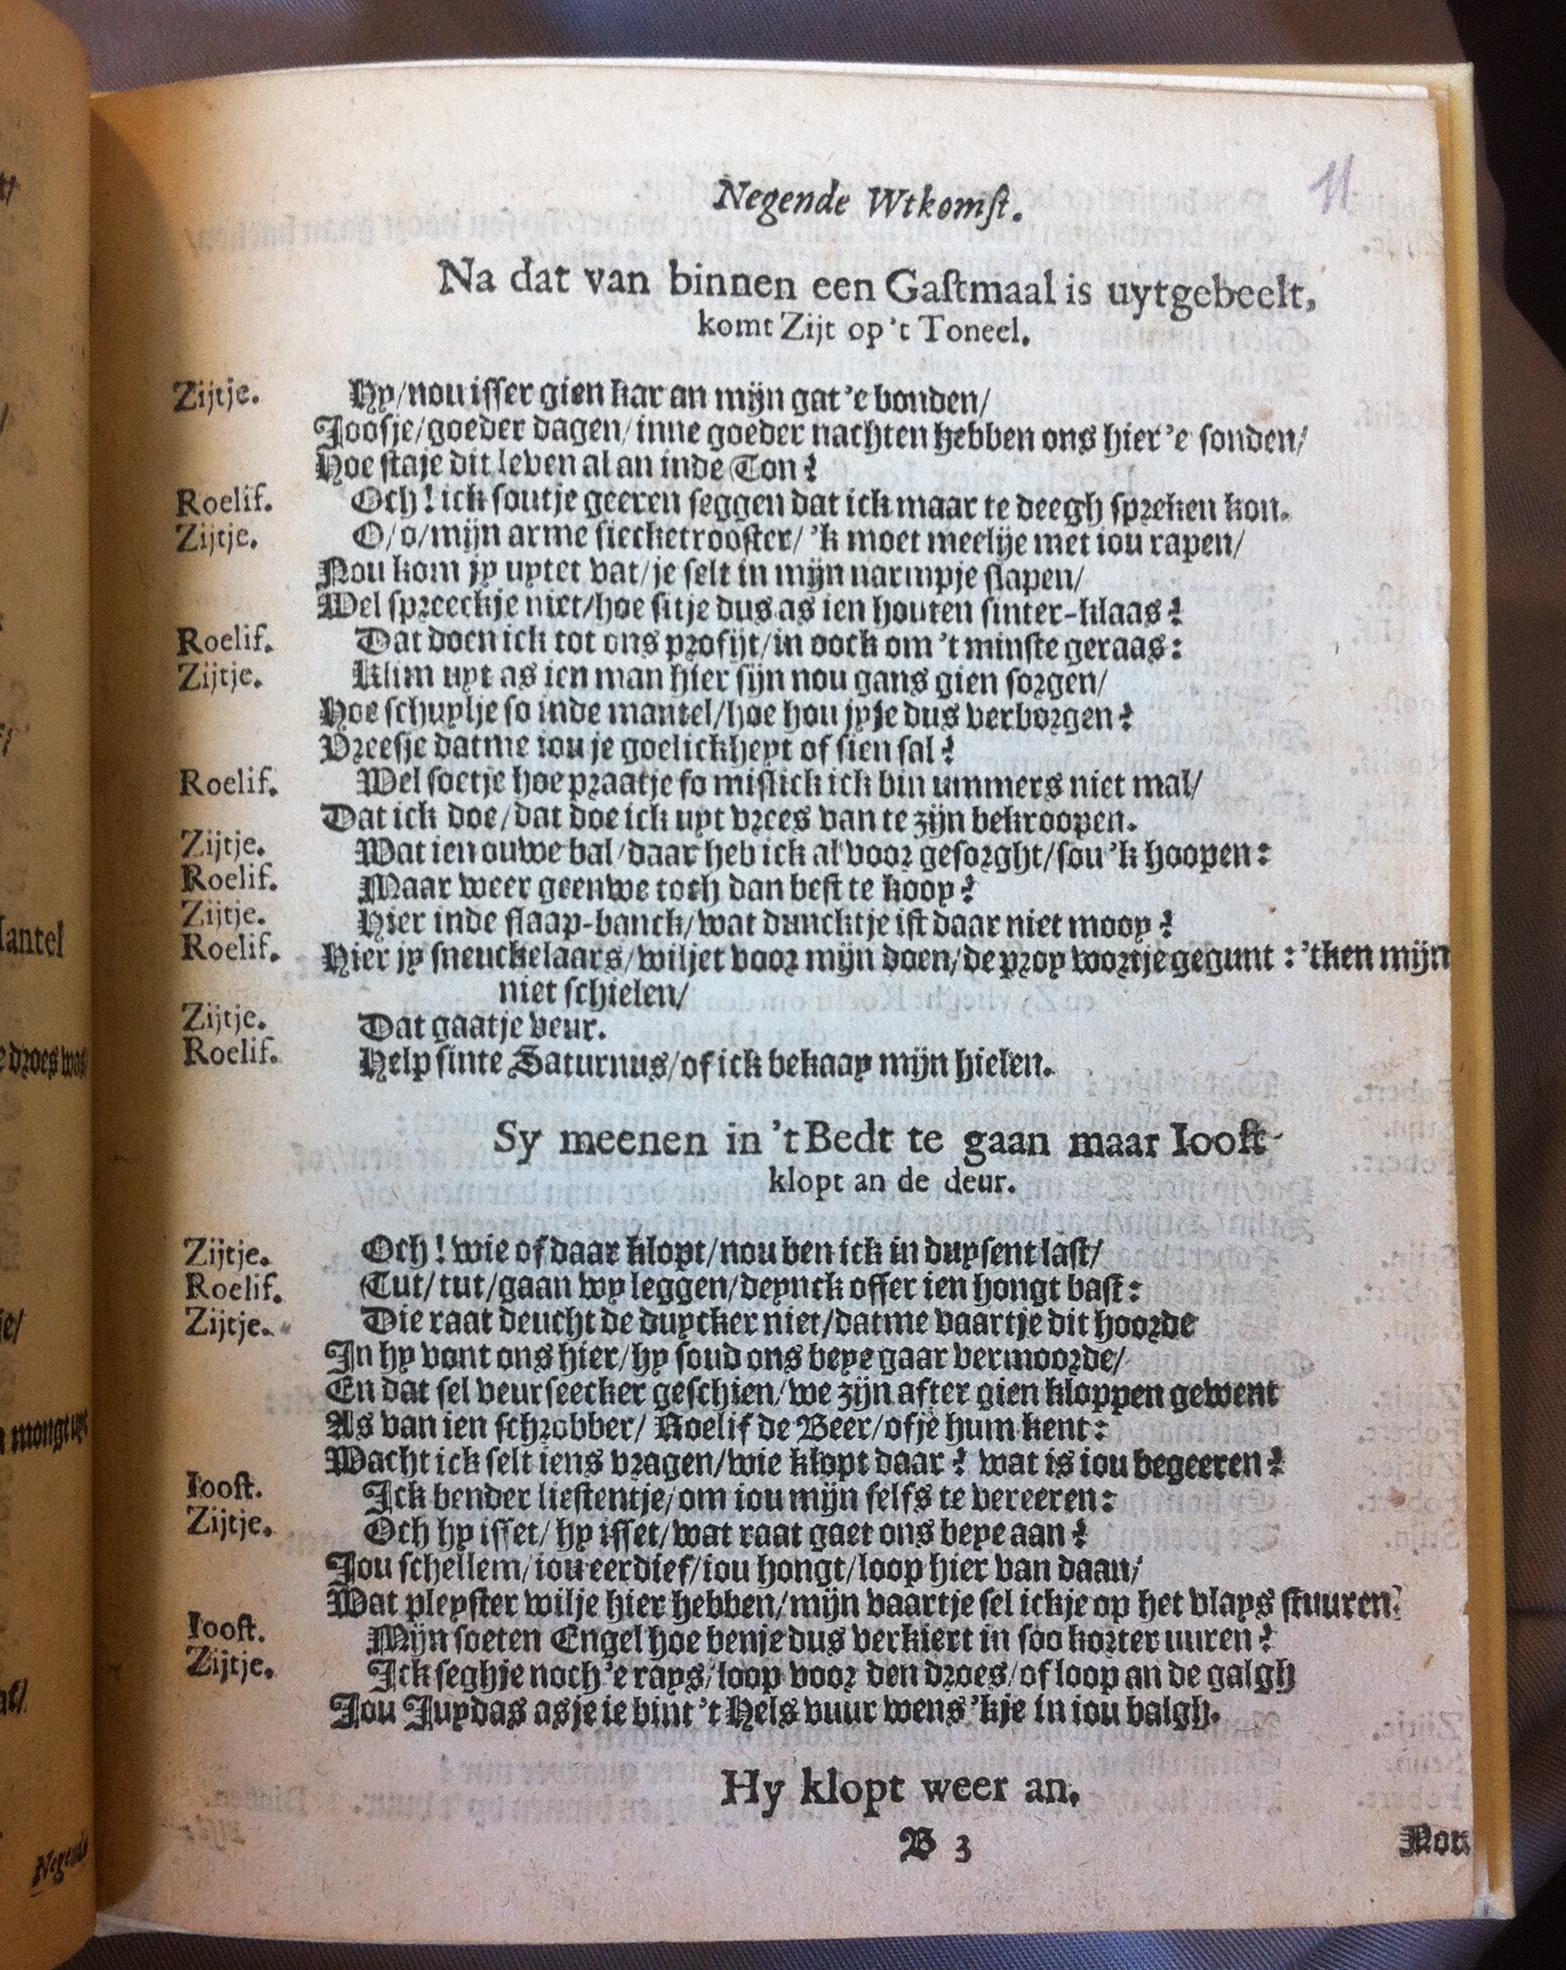 11
Negende Wtkomst.
Na dat van binnen een Gastmaal is uytgebeelt,
komt Zijt op 't Toneel.
Zijtje. Hy/nou isser gien kar an mijn gat 'e bonden/
Joosje/goeder dagen/inne goeder nachten hebben ons hier 'e sonden/
Hoe staje dit leven al an inde Ton?
Roelif. Och! ick soutje geeren seggen dat ick maar te deegh spreken kon.
Zijtje. O/o/mijn arme siecketrooster/'k moet meelije met iou rapen/
Nou kom jy uytet vat/je selt in mijn narmpje slapen/
Wel spreeckje niet/hoe sitje dus as ien houten sinter-klaas?
Roelif. Dat doen ick tot ons profijt/in oock om 't minste geraas:
Zijtje. Klim uyt as ien man hier sijn nou gans gien sorgen/
Hoe schuylje so inde mantel/hoe hou jyje dus verborgen?
Vreesje datme iou je goelickheyt of sien sal?
Roelif. Wel soetje hoe praatje so mislick ick bin ummers niet mal/
Dat ick doe/dat doe ick uyt vrees van te zijn bekroopen.
Zijtje. Wat ien ouwe bal/daar heb ick al voor gesorght/sou 'k hoopen:
Roelif. Maar weer geenwe toch dan best te koop?
Zijtje. Hier inde slaap-banck/wat duncktje ist daar niet mooy?
Roelif. Hier jy sneuckelaars/wiljet voor mijn doen/de proy wortje gegunt: 'tken mijn
niet schielen/
Zijtje. Dat gaatje veur.
Roelif. Help sinte Saturnus/of ick bekaay mijn hielen.
Sy meenen in 't Bedt te gaan maar Ioost
klopt an de deur.
Zijtje. Och! wie of daar klopt/nou ben ick in duysent last/
Roelif. Tut/tut/gaan wy leggen/deynck offer ien hongt bast:
Zijtje. Die raat deucht de duycker niet/datme vaartje dit hoorde
In hy vont ons hier/hy soud ons beye gaar vermoorde/
En dat sel veurseecker geschien/we zijn after gien kloppen gewent
As van ien schrobber/Roelif de Beer/of je hum kent:
Wacht ick selt iens vragen/wie klopt daar? wat is iou begeeren?
Ioost. Ick bender liestentje/om iou mijn selfs te vereeren:
Zijtje. Och hy isset/hy isset/wat raat gaet ons beye aan?
Jou schellem/iou eerdief/iou hongt/loop hier van daan/
Wat pleyster wilje hier hebben/mijn vaartje sel ickje op het vlays stuuren?
Ioost. Mijn soeten Engel hoe benje dus verkiert in soo korter uuren?
Zijtje. Ick seghje noch 'e rays/loop voor den droes/of loop an de galgh
Jou Juydas as je ie bint 't Hels vuur wens 'kje in iou balgh.
Hy klopt weer an.
B 3
Nou